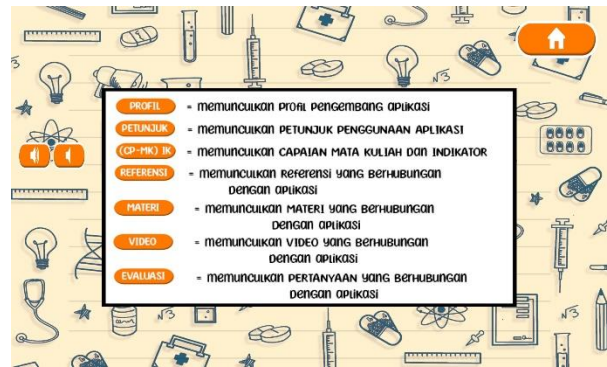 PROFIL = memunculkan profil pengembang aplikasi
PETUNJUK = memunculkan PETUNJUK PENGGUNAAN APLIKASI
(CP-MK) IK = memunculkan CAPAIAN MATA KULIAH Dan INDIKATOR
REFERENSI = memunculkan Referensi yang berhubungan
Dengan aplikasi
MATERI = memunculkan MATERI yang berhubungan
Dengan aplikasi
VIDEO = memunculkan VIDEO yang berhubungan
Dengan aplikasi
EVALUASI = memunculkan PERTANYAAN yang berhubungan
Dengan aplikasi
√3
√3